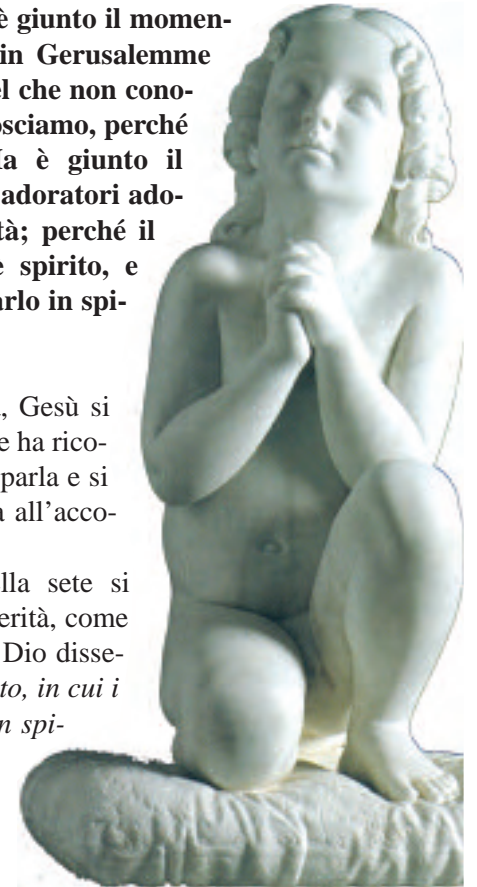 è giunto il momen-
in Gerusalemme
el che non cono-
osciamo, perché
Ma è giunto il
adoratori ado-
tà; perché il
e spirito, e
arlo in spi-
, Gesù si
e ha rico-
parla e si
a all'acco-
lla sete si
erità, come
Dio disse-
to, in cui i
n spi-